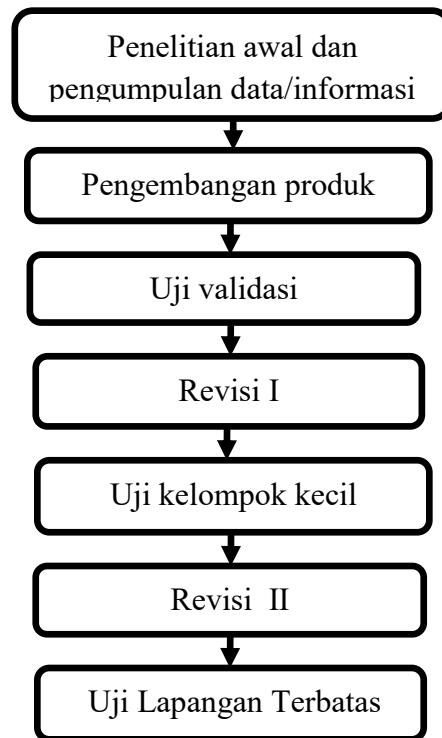 Penelitian awal dan
pengumpulan data/informasi
Pengembangan produk
Uji validasi
Revisi I
Uji kelompok kecil
Revisi II
Uji Lapangan Terbatas